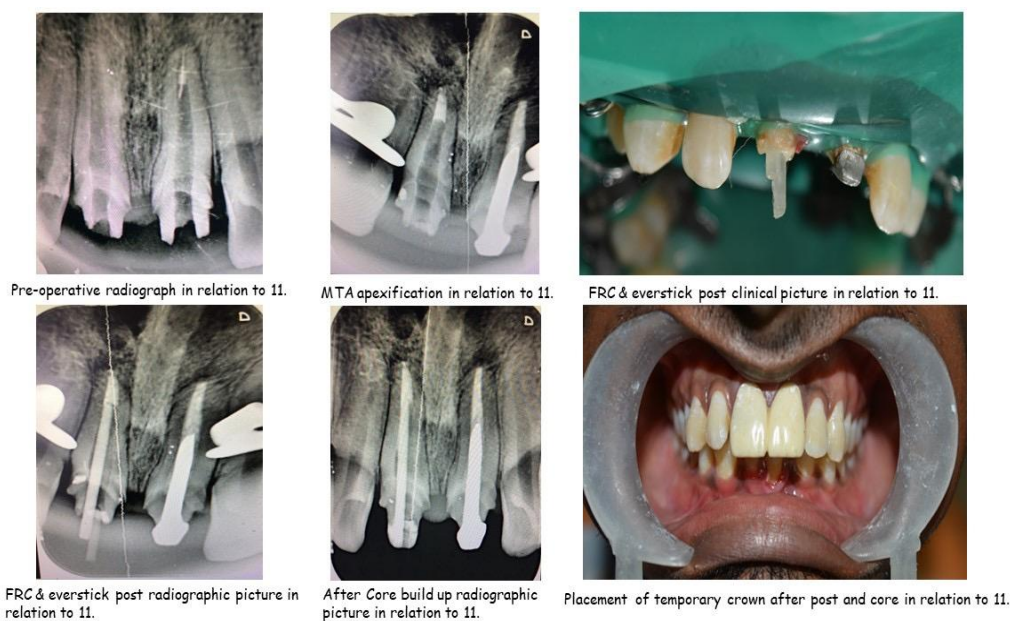 Pre-operative radiograph in relation to 11.
MTA apexification in relation to 11.
FRC & everstick post clinical picture in relation to 11.
D
D
D
FRC & everstick post radiographic picture in
relation to 11.
After Core build up radiographic
picture in relation to 11.
Placement of temporary crown after post and core in relation to 11.